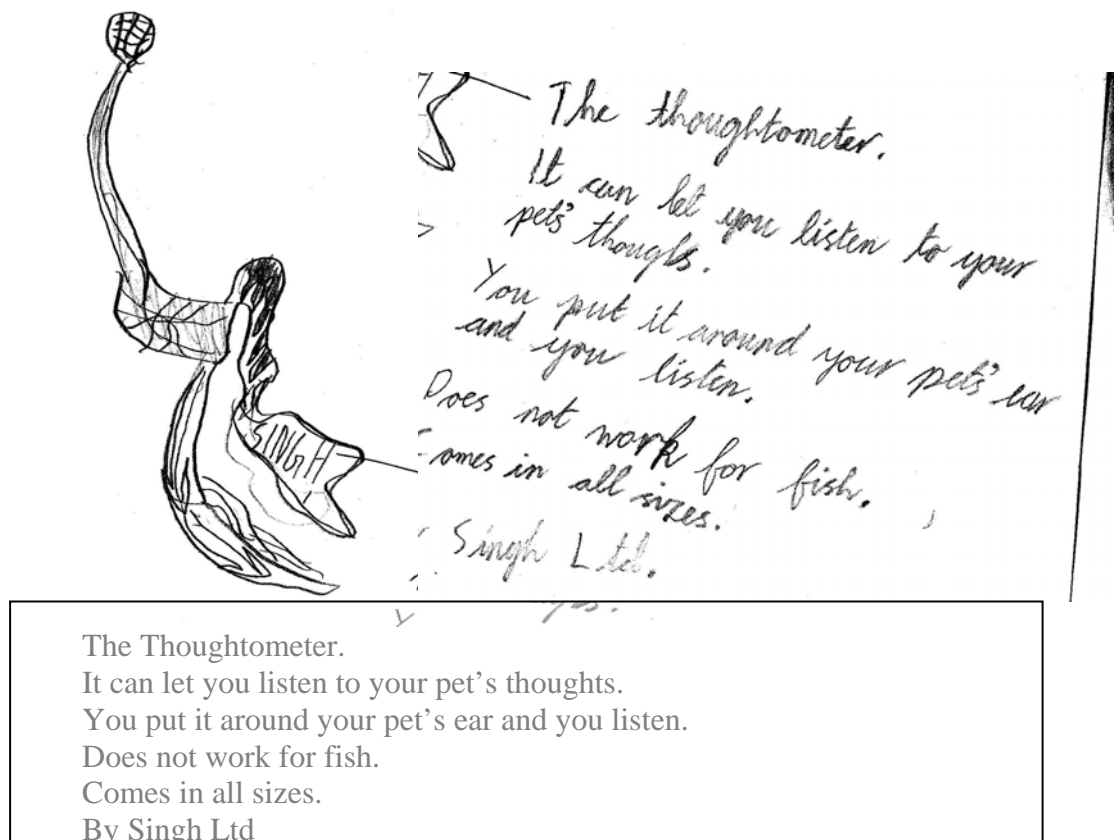 SINGH
The thoughtometer.
It can let you listen to your
pets' thoughts.
You put it around your pets' ear
and you listen.
Does not work for fish.
omes in all sizes.
Singh Ltd.
The Thoughtometer.
It can let you listen to your pet’s thoughts.
You put it around your pet’s ear and you listen.
Does not work for fish.
Comes in all sizes.
By Singh Ltd